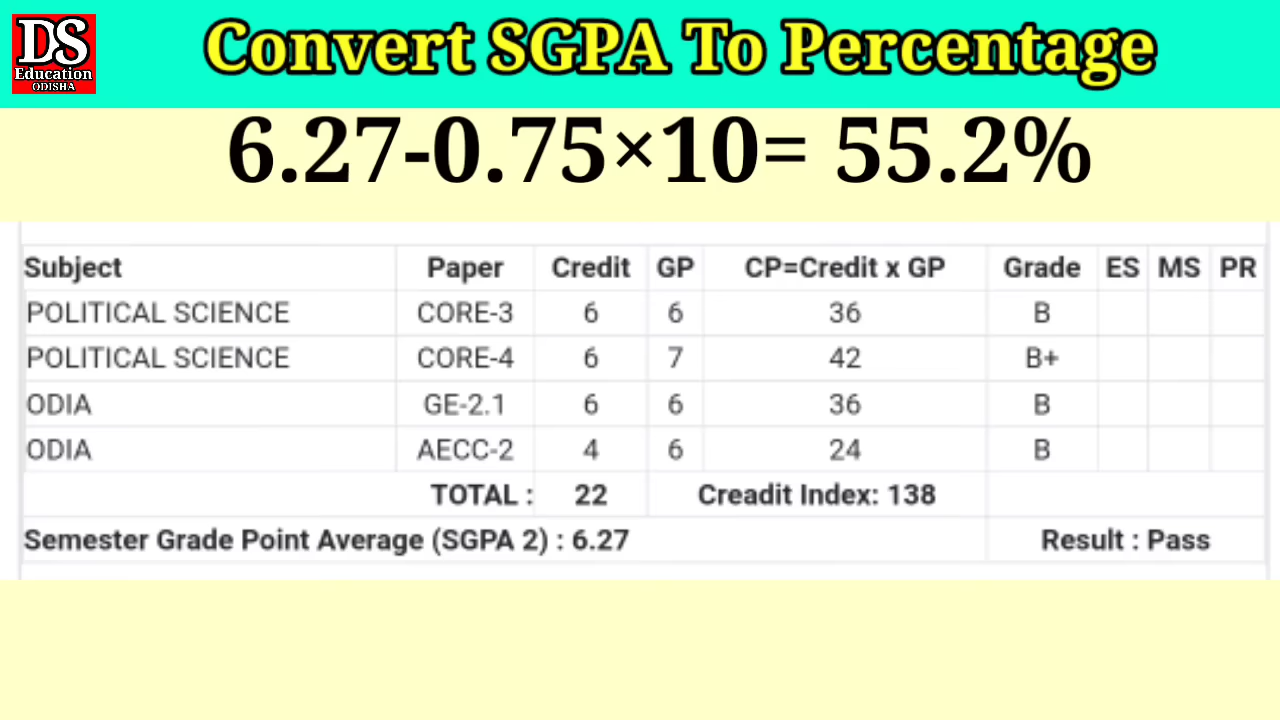 DS
Education
ODISHA
Convert SGPA To Percentage
6.27-0.75×10= 55.2%
Subject Paper Credit GP CP=Credit x GP Grade ES MS PR
POLITICAL SCIENCE CORE-3 6 6 36 B
POLITICAL SCIENCE CORE-4 6 7 42 B+
ODIA GE-2.1 6 6 36 B
ODIA AECC-2 4 6 24 B
TOTAL : 22 Creadit Index: 138
Semester Grade Point Average (SGPA 2) : 6.27 Result : Pass